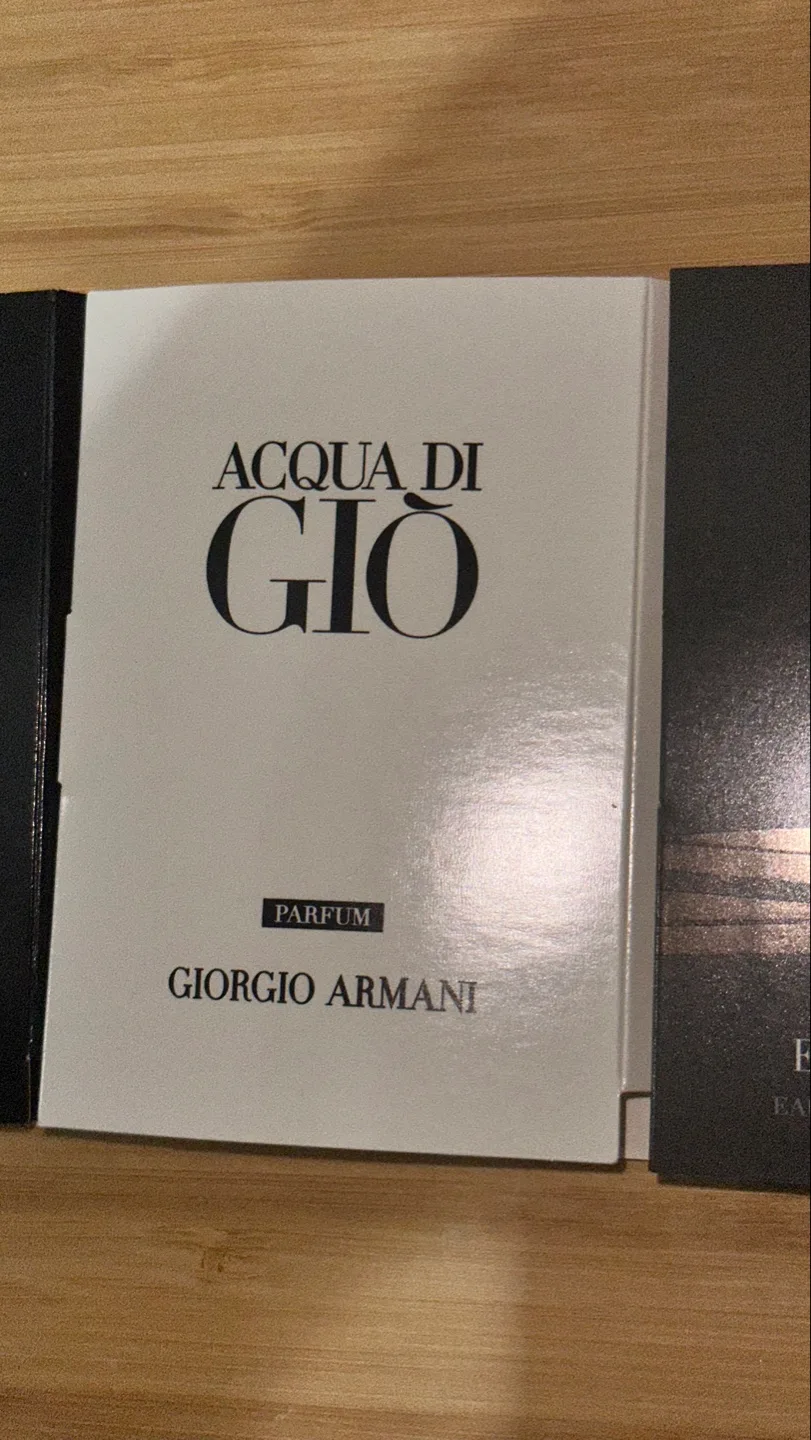 ACQUA DI
GIÒ
PARFUM
GIORGIO ARMANI